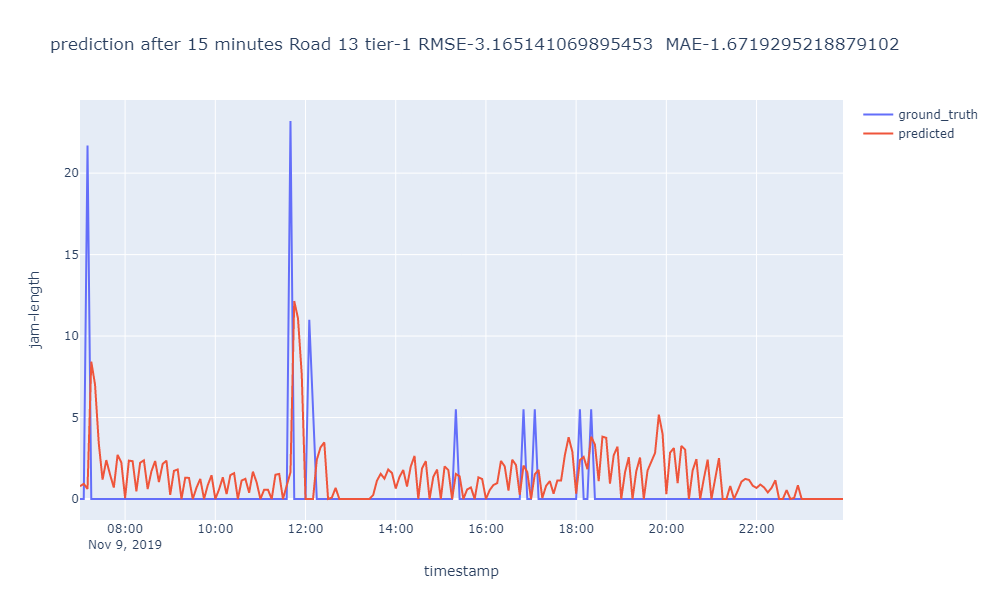 prediction after 15 minutes Road 13 tier-1 RMSE-3.165141069895453  MAE-1.6719295218879102
ground_truth
predicted
20
15
10
5
0
jam-length
08:00 10:00 12:00 14:00 16:00 18:00 20:00 22:00
Nov 9, 2019
timestamp